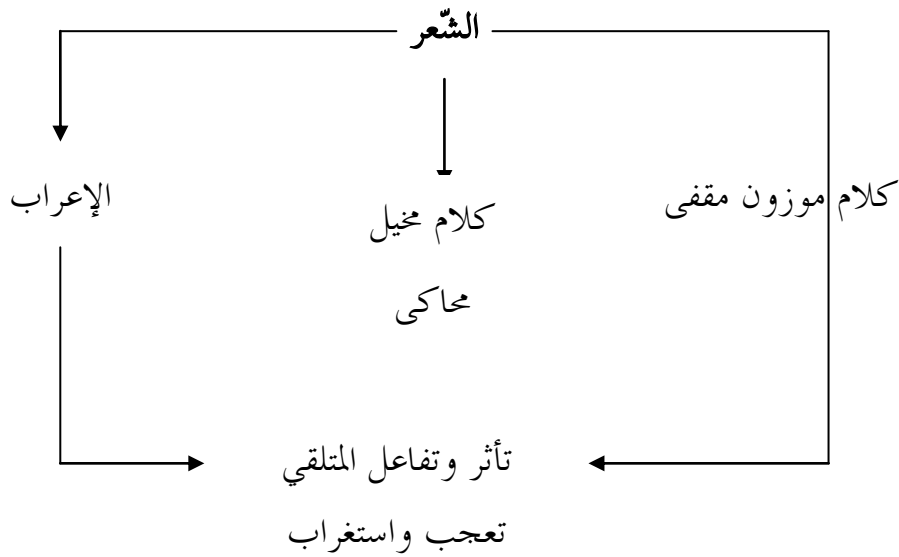 الشّعر
كلام موزون مقفى
كلام مخيل
محاكى
الإعراب
تأثر وتفاعل المتلقي
تعجب واستغراب